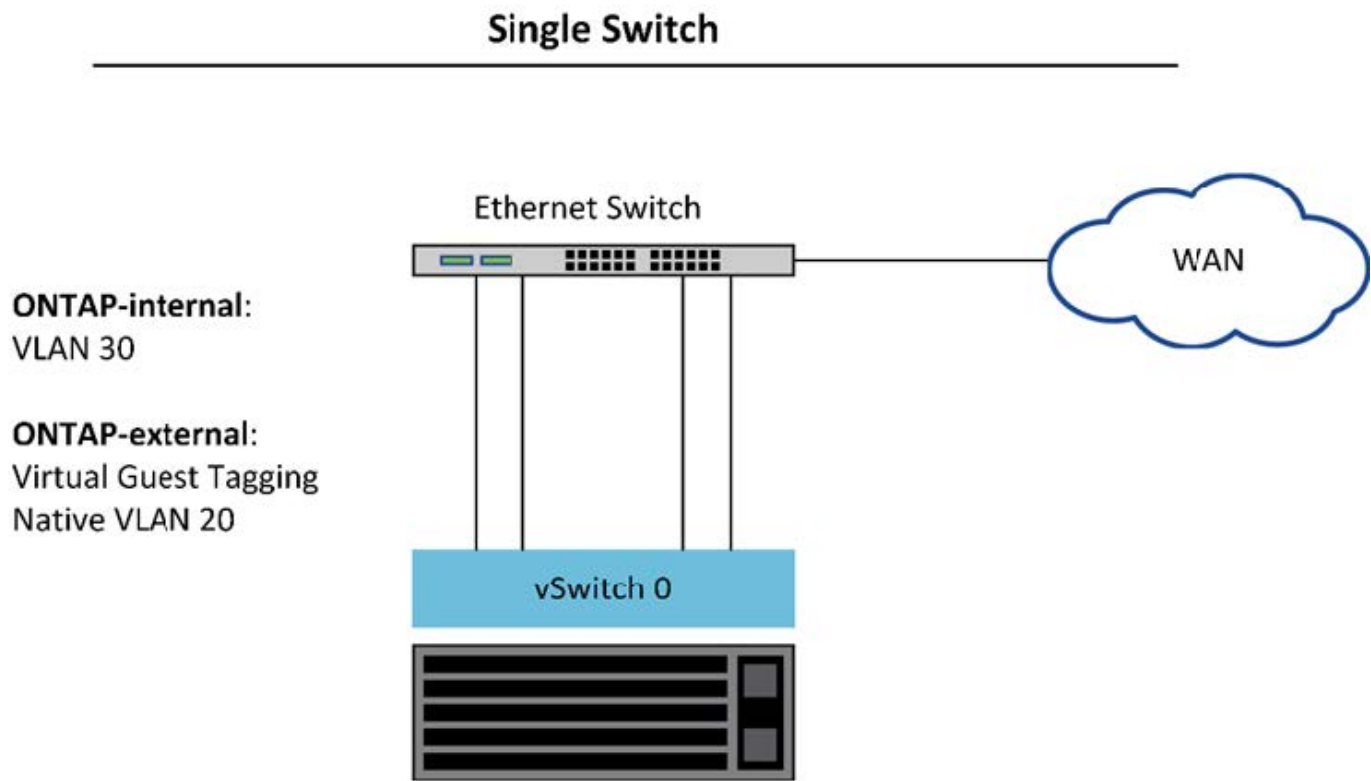 Single Switch
Ethernet Switch
WAN
ONTAP-internal:
VLAN 30
ONTAP-external:
Virtual Guest Tagging
Native VLAN 20
vSwitch 0